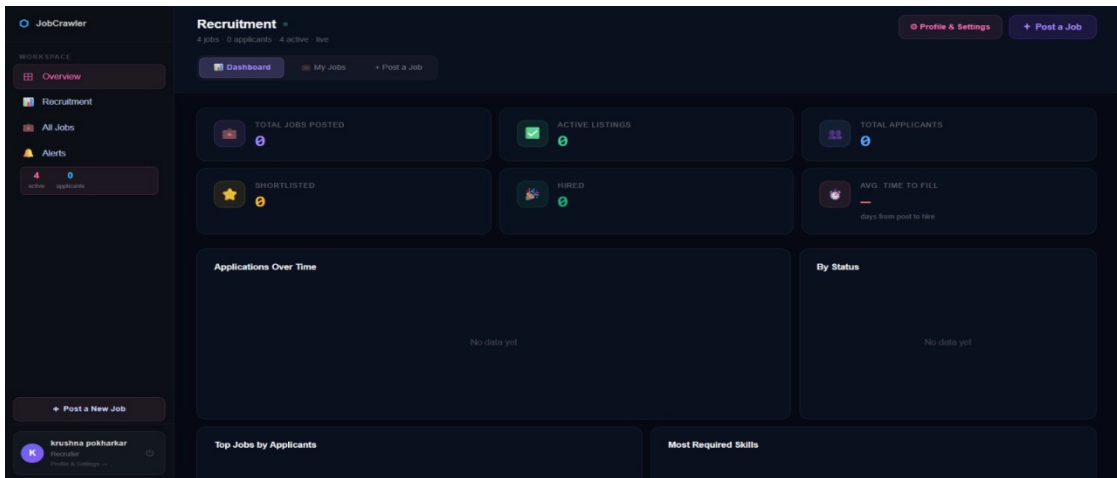 JobCrawler
WORKSPACE
Overview
Recruitment
All Jobs
Alerts
4 0
active applicants
+ Post a New Job
K
krushna pokharkar
Recruiter
Profile & Settings →
Recruitment
4 jobs · 0 applicants · 4 active · live
Profile & Settings
+ Post a Job
Dashboard
My Jobs
+ Post a Job
TOTAL JOBS POSTED
0
ACTIVE LISTINGS
0
TOTAL APPLICANTS
0
SHORTLISTED
0
HIRED
0
AVG. TIME TO FILL
—
days from post to hire
Applications Over Time
No data yet
By Status
No data yet
Top Jobs by Applicants
Most Required Skills